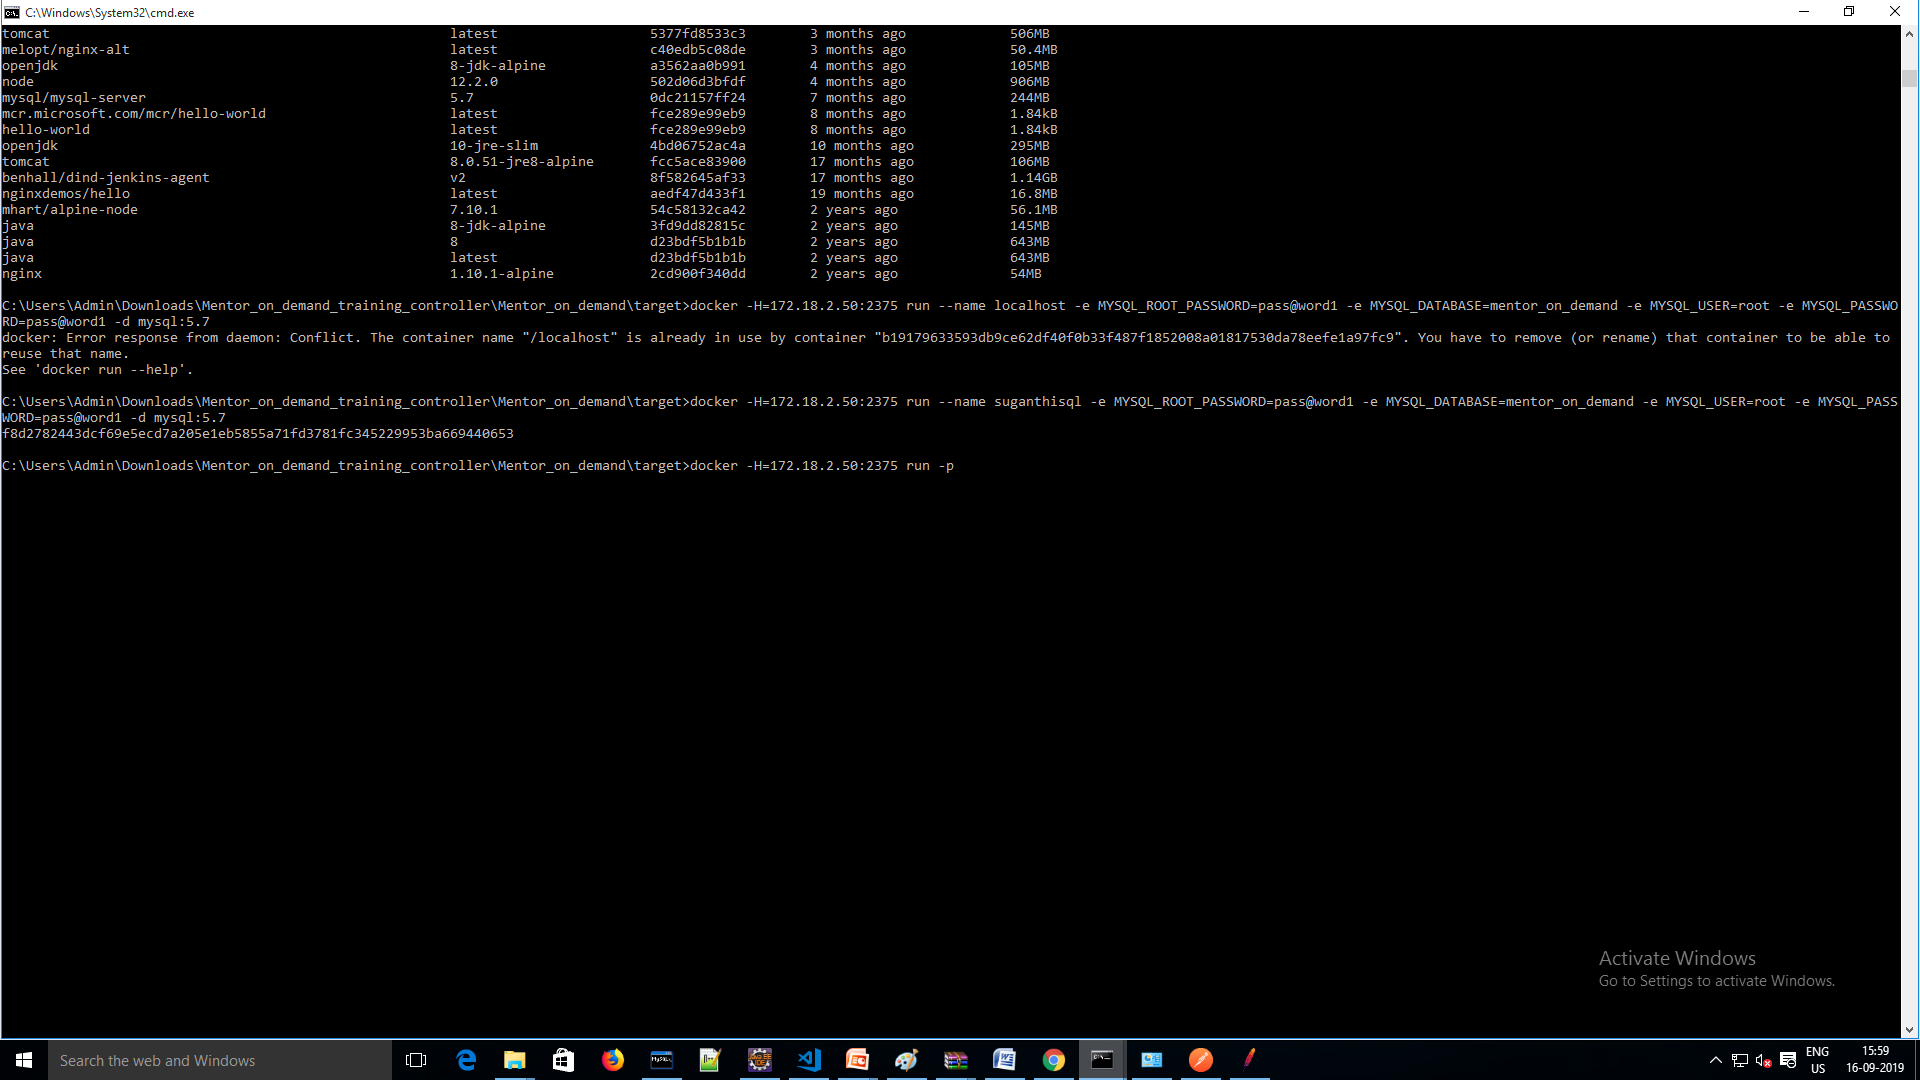 C:\Windows\System32\cmd.exe
tomcat latest 5377fd8533c3 3 months ago 506MB
melopt/nginx-alt latest c40edb5c08de 3 months ago 50.4MB
openjdk 8-jdk-alpine a3562aa0b991 4 months ago 105MB
node 12.2.0 502d06d3bfdf 4 months ago 906MB
mysql/mysql-server 5.7 0dc21157ff24 7 months ago 244MB
mcr.microsoft.com/mcr/hello-world latest fce289e99eb9 8 months ago 1.84kB
hello-world latest fce289e99eb9 8 months ago 1.84kB
openjdk 10-jre-slim 4bd06752ac4a 10 months ago 295MB
tomcat 8.0.51-jre8-alpine fcc5ace83900 17 months ago 106MB
benhall/dind-jenkins-agent v2 8f582645af33 17 months ago 1.14GB
nginxdemos/hello latest aedf47d433f1 19 months ago 16.8MB
mhart/alpine-node 7.10.1 54c58132ca42 2 years ago 56.1MB
java 8-jdk-alpine 3fd9dd82815c 2 years ago 145MB
java 8 d23bdf5b1b1b 2 years ago 643MB
java latest d23bdf5b1b1b 2 years ago 643MB
nginx 1.10.1-alpine 2cd900f340dd 2 years ago 54MB
C:\Users\Admin\Downloads\Mentor_on_demand_training_controller\Mentor_on_demand\target>docker -H=172.18.2.50:2375 run --name localhost -e MYSQL_ROOT_PASSWORD=pass@word1 -e MYSQL_DATABASE=mentor_on_demand -e MYSQL_USER=root -e MYSQL_PASSWO
RD=pass@word1 -d mysql:5.7
docker: Error response from daemon: Conflict. The container name "/localhost" is already in use by container "b19179633593db9ce62df40f0b33f487f1852008a01817530da78eefe1a97fc9". You have to remove (or rename) that container to be able to
reuse that name.
See 'docker run --help'.
C:\Users\Admin\Downloads\Mentor_on_demand_training_controller\Mentor_on_demand\target>docker -H=172.18.2.50:2375 run --name suganthisql -e MYSQL_ROOT_PASSWORD=pass@word1 -e MYSQL_DATABASE=mentor_on_demand -e MYSQL_USER=root -e MYSQL_PASS
WORD=pass@word1 -d mysql:5.7
f8d2782443dcf69e5ecd7a205e1eb5855a71fd3781fc345229953ba669440653
C:\Users\Admin\Downloads\Mentor_on_demand_training_controller\Mentor_on_demand\target>docker -H=172.18.2.50:2375 run -p
Activate Windows
Go to Settings to activate Windows.
Search the web and Windows
ENG 15:59
US 16-09-2019